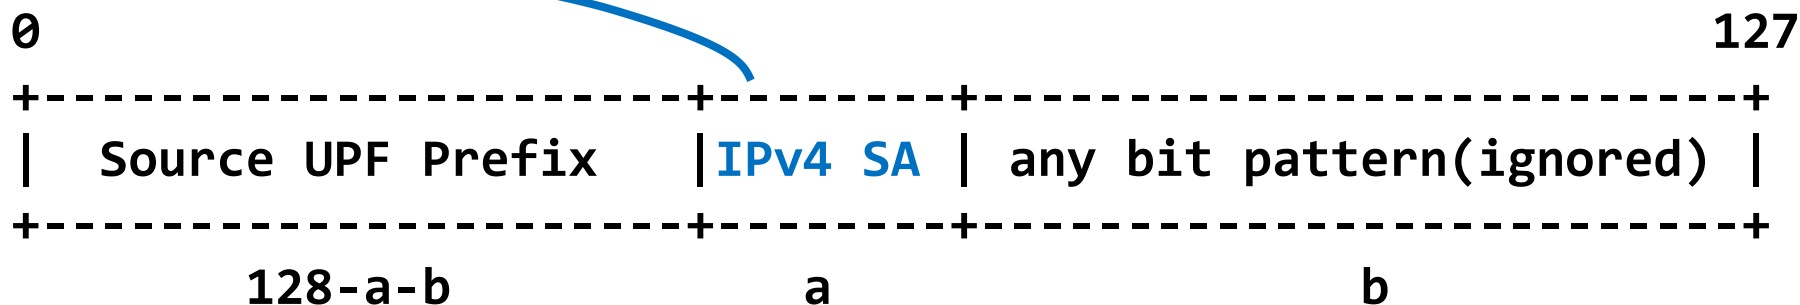 0 127
+-----------------------+--------+--------------------------+
| Source UPF Prefix |IPv4 SA | any bit pattern(ignored) |
+-----------------------+--------+--------------------------+
128-a-b a b